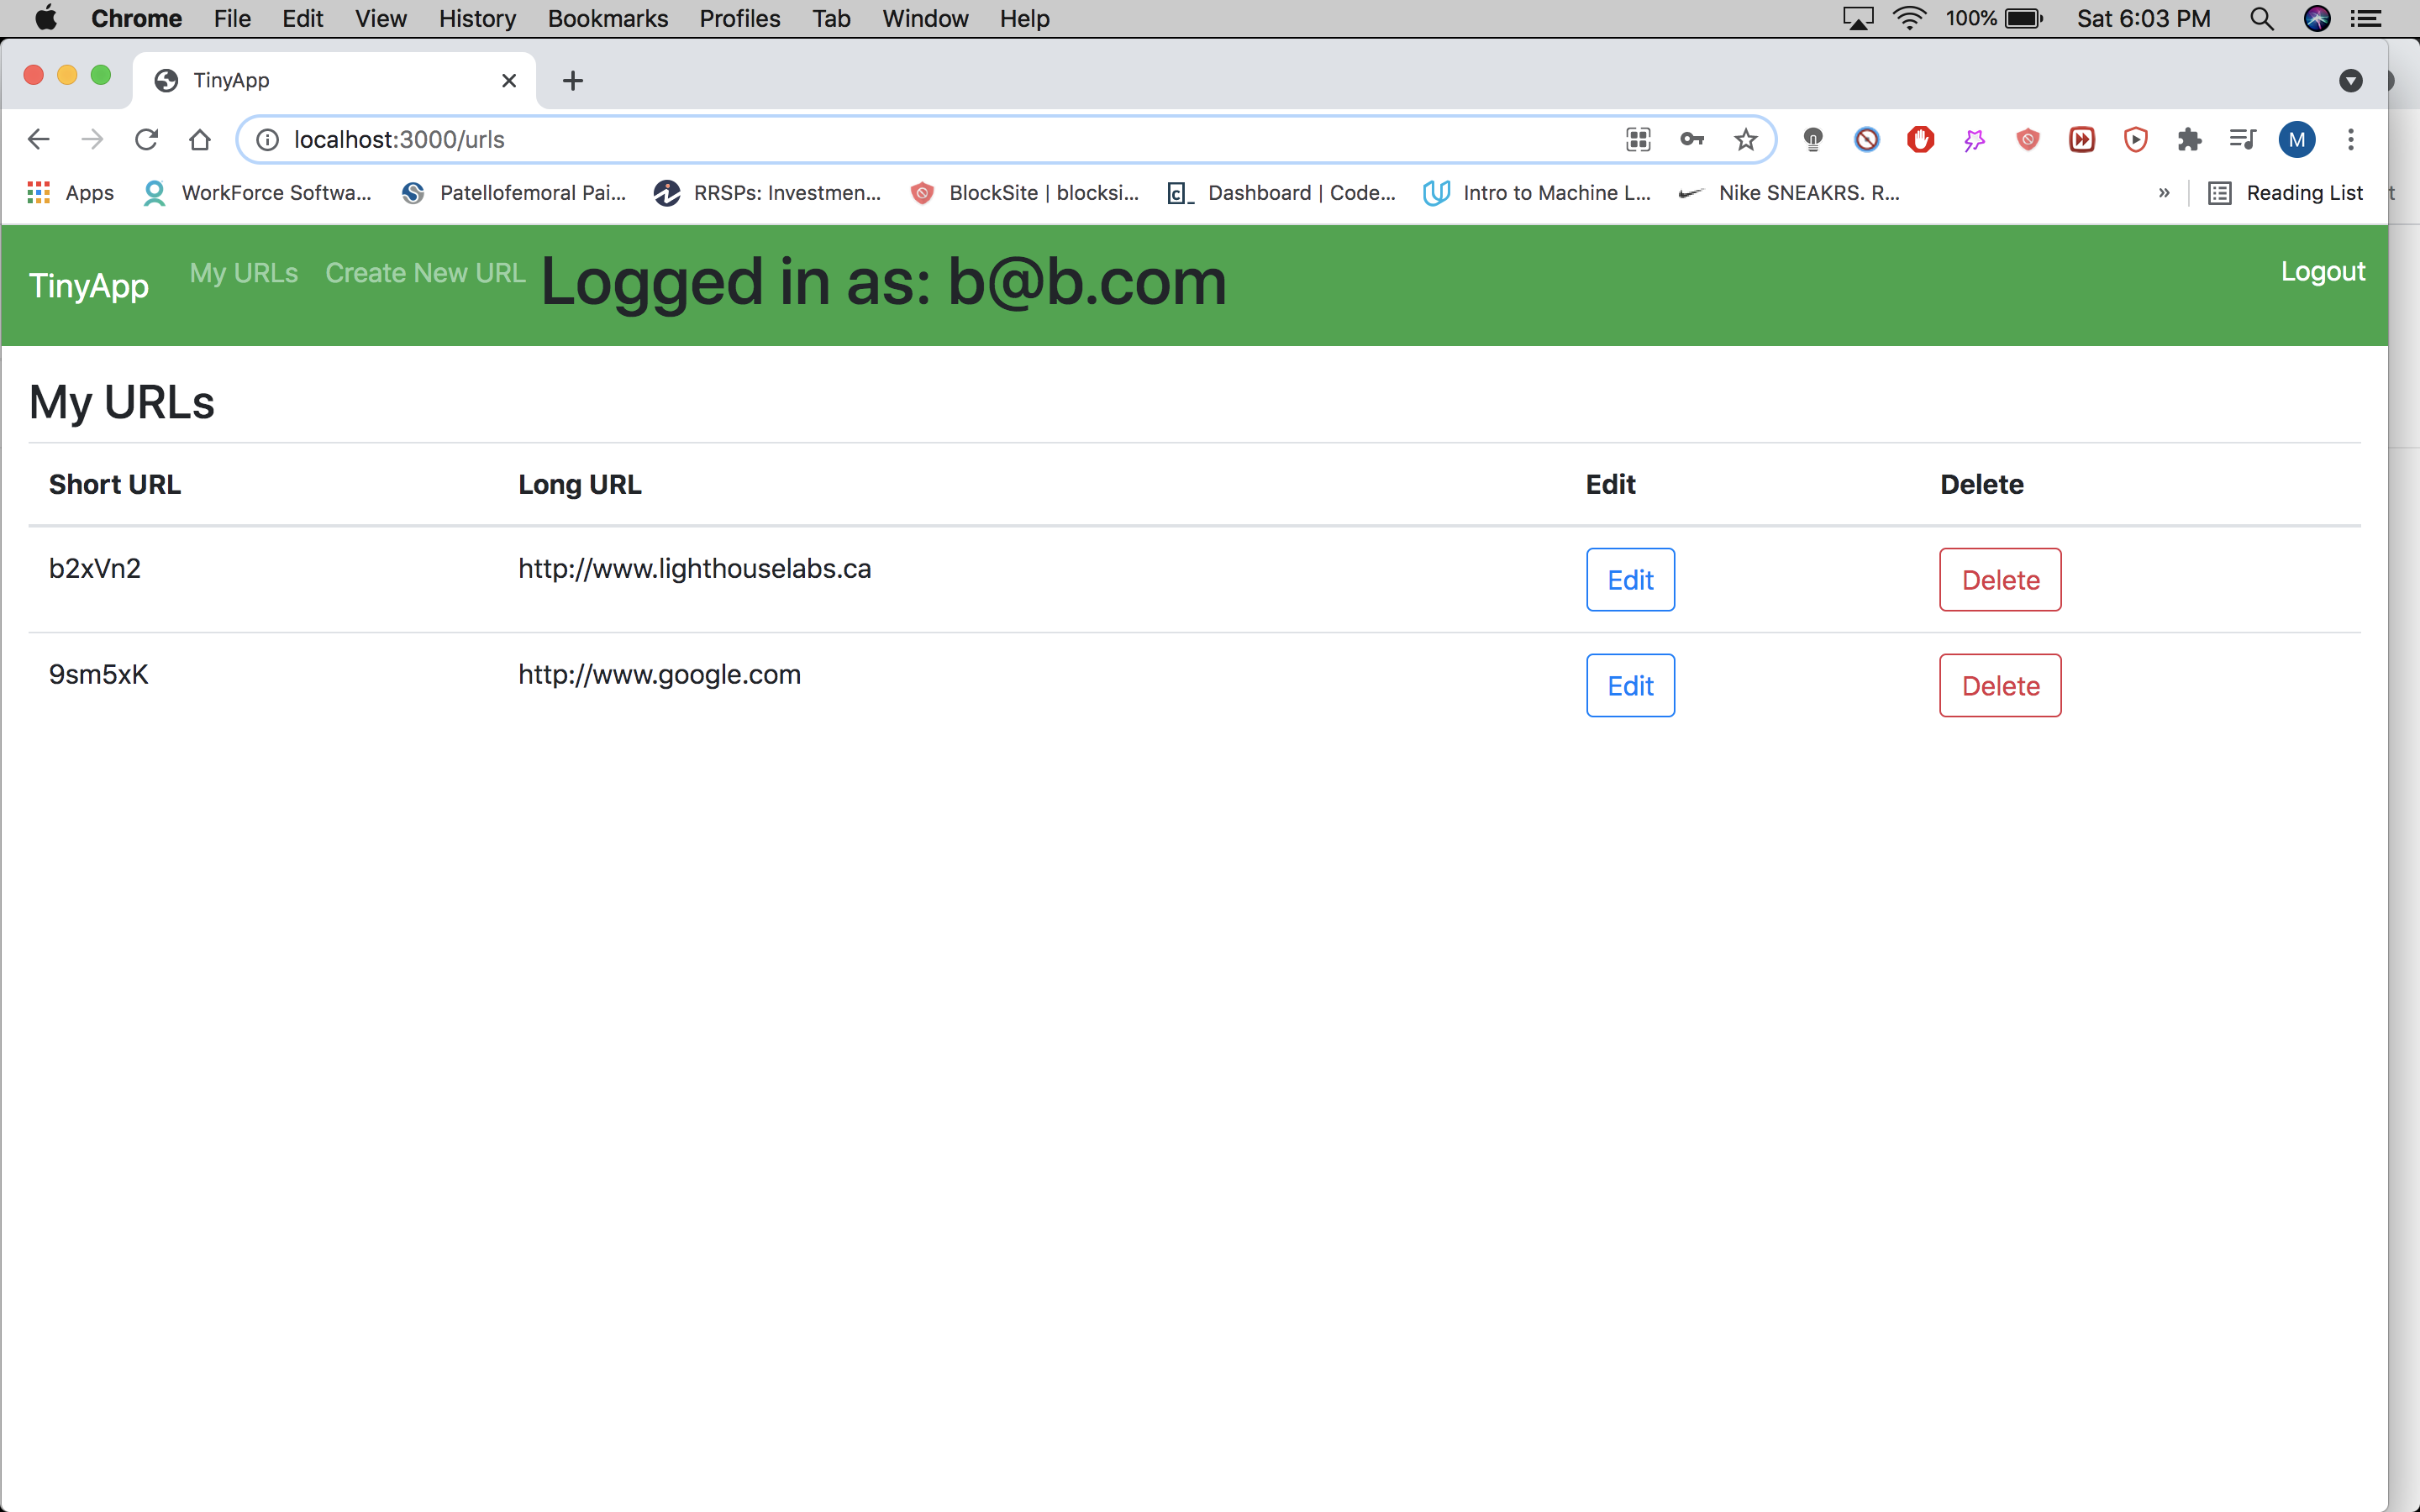 Chrome File Edit View History Bookmarks Profiles Tab Window Help 100% Sat 6:03 PM
TinyApp
localhost:3000/urls M
Apps WorkForce Softwa... Patellofemoral Pai... RRSPs: Investmen... BlockSite | blocksi... Dashboard | Code... Intro to Machine L... Nike SNEAKRS. R... » Reading List t
TinyApp My URLs Create New URL Logged in as: b@b.com Logout
My URLs
Short URL Long URL Edit Delete
b2xVn2 http://www.lighthouselabs.ca Edit Delete
9sm5xK http://www.google.com Edit Delete